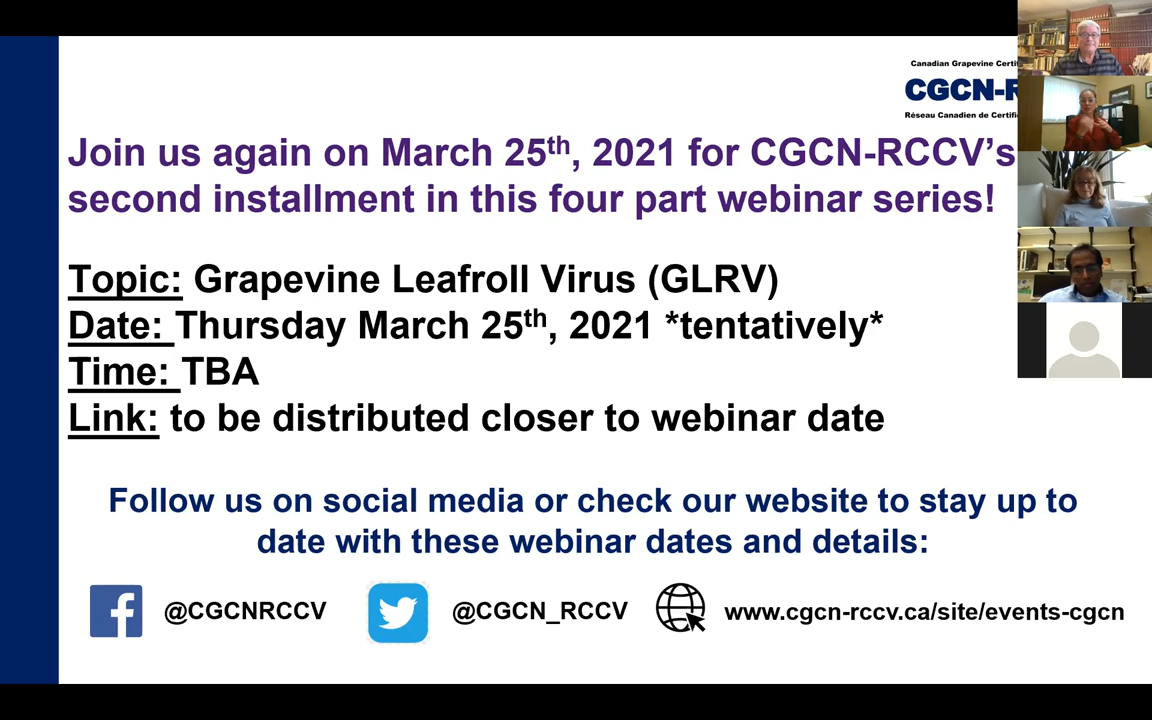 Canadian Grapevine Certi
CGCN-R
Réseau Canadien de Certifi
Join us again on March 25th, 2021 for CGCN-RCCV’s
second installment in this four part webinar series!
Topic: Grapevine Leafroll Virus (GLRV)
Date: Thursday March 25th, 2021 *tentatively*
Time: TBA
Link: to be distributed closer to webinar date
Follow us on social media or check our website to stay up to
date with these webinar dates and details:
@CGCNRCCV
@CGCN_RCCV
www.cgcn-rccv.ca/site/events-cgcn